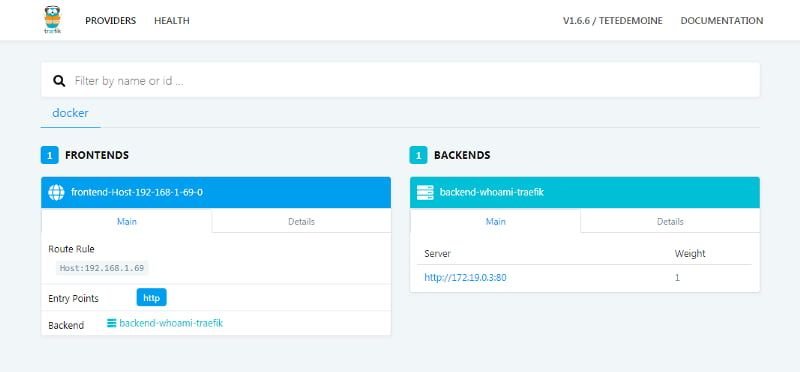 træfik
PROVIDERS HEALTH V1.6.6 / TETEDEMOINE DOCUMENTATION
Filter by name or id ...
docker
1 FRONTENDS
frontend-Host-192-168-1-69-0
Main Details
Route Rule
Host:192.168.1.69
Entry Points http
Backend backend-whoami-traefik
1 BACKENDS
backend-whoami-traefik
Main Details
Server Weight
http://172.19.0.3:80 1